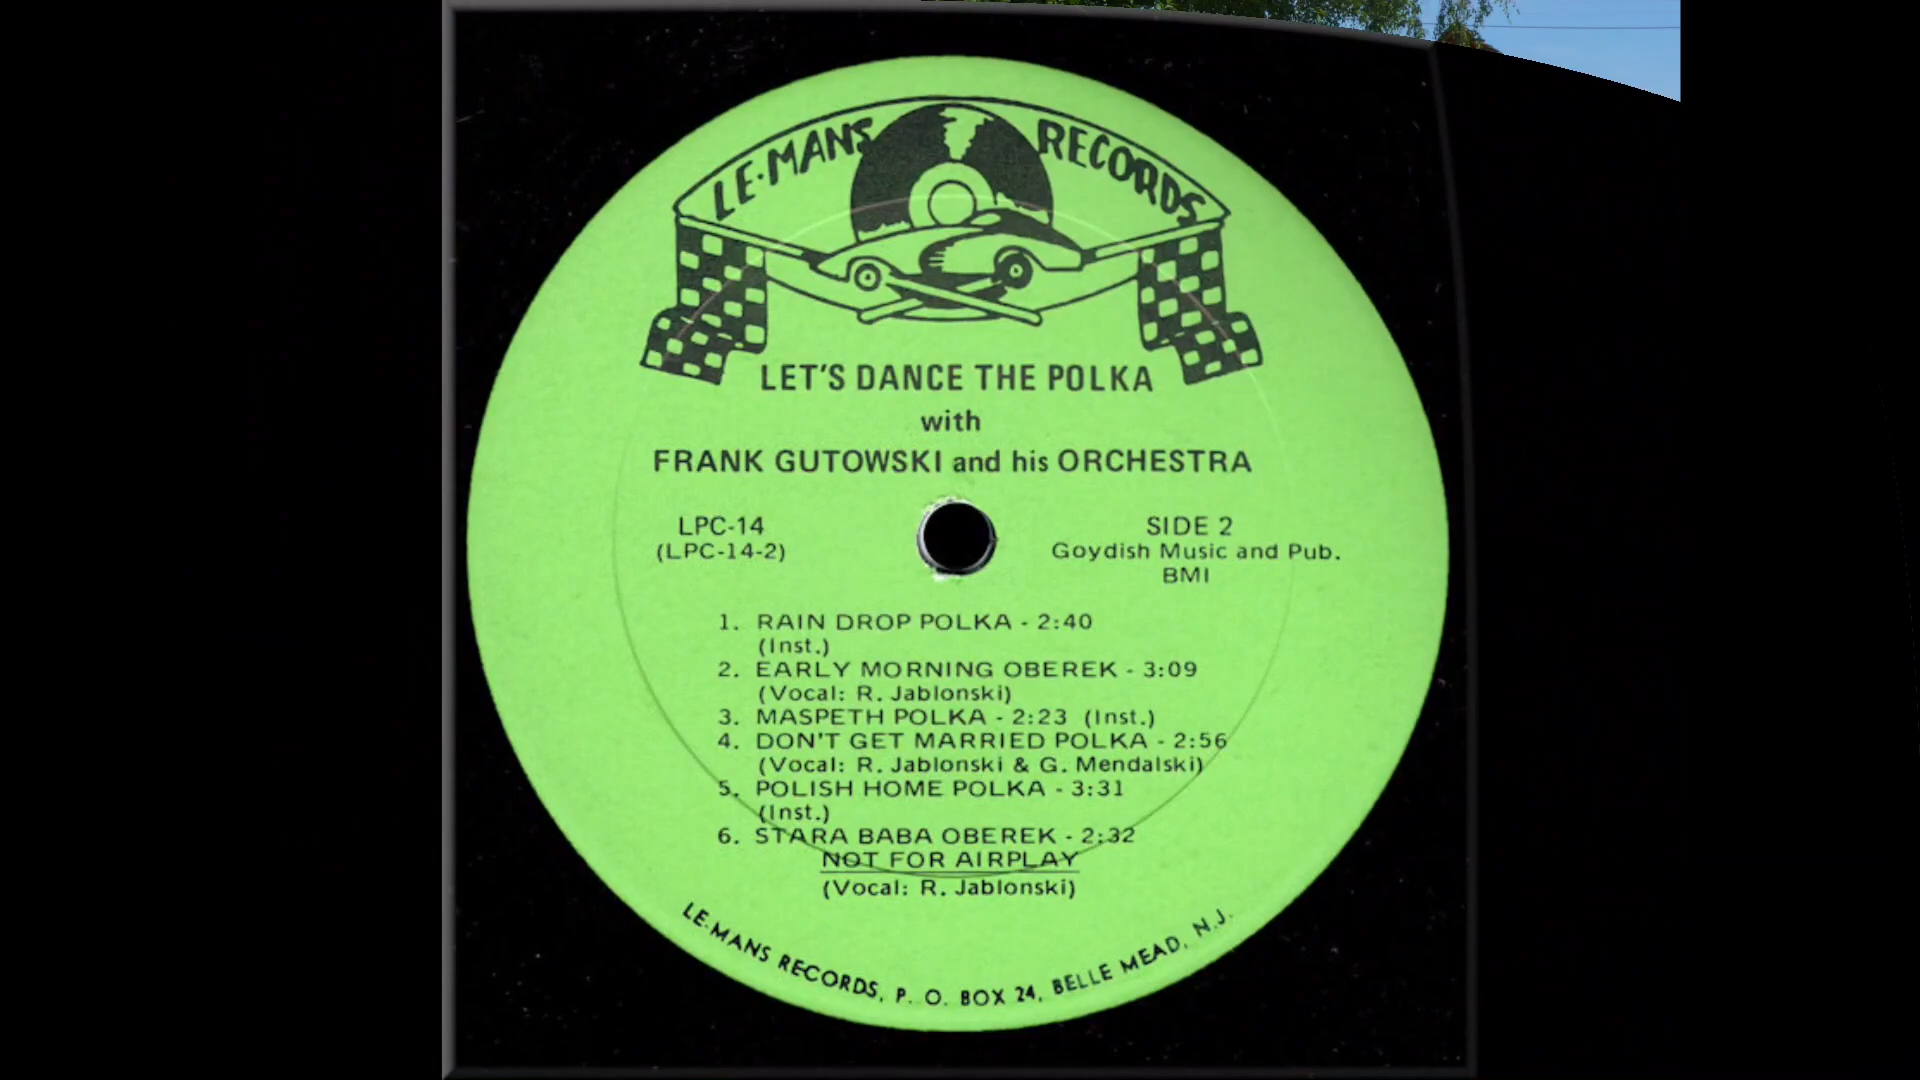 LE·MANS RECORDS
LET'S DANCE THE POLKA
with
FRANK GUTOWSKI and his ORCHESTRA
LPC-14
(LPC-14-2)
SIDE 2
Goydish Music and Pub.
BMI
1. RAIN DROP POLKA - 2:40
(Inst.)
2. EARLY MORNING OBEREK - 3:09
(Vocal: R. Jablonski)
3. MASPETH POLKA - 2:23 (Inst.)
4. DON'T GET MARRIED POLKA - 2:56
(Vocal: R. Jablonski & G. Mendalski)
5. POLISH HOME POLKA - 3:31
(Inst.)
6. STARA BABA OBEREK - 2:32
NOT FOR AIRPLAY
(Vocal: R. Jablonski)
LE-MANS RECORDS, P. O. BOX 24, BELLE MEAD, N.J.